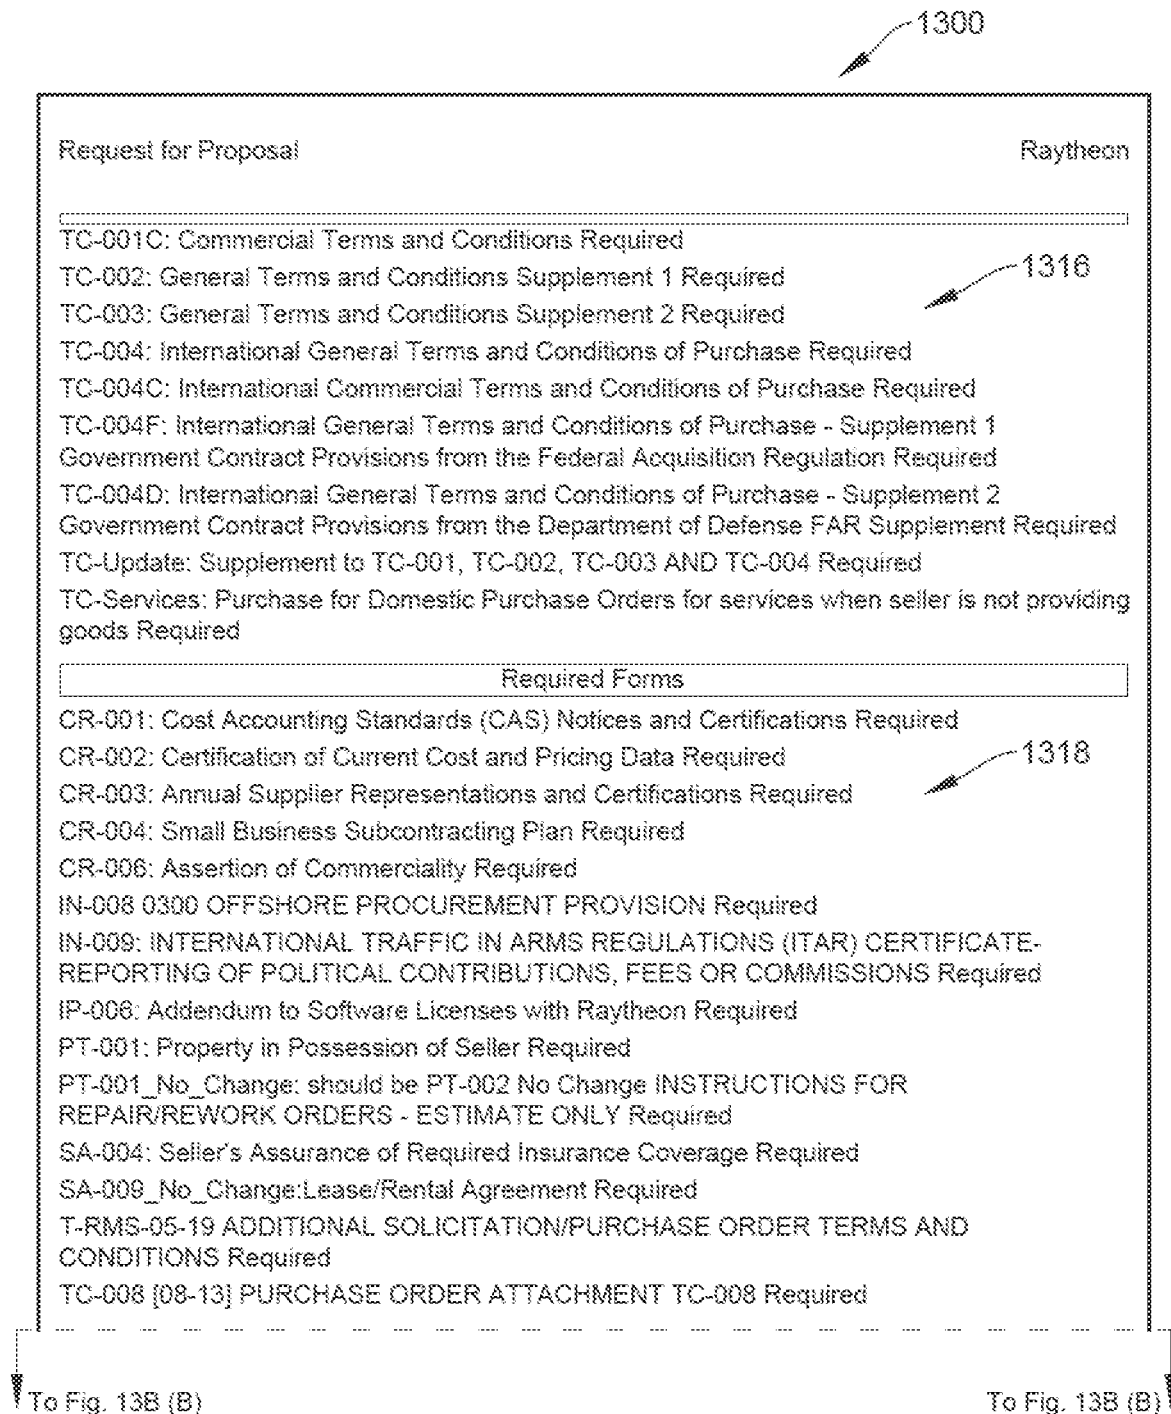 1300
Request for Proposal Raytheon
TC-001C: Commercial Terms and Conditions Required
TC-002: General Terms and Conditions Supplement 1 Required
1316
TC-003: General Terms and Conditions Supplement 2 Required
TC-004: International General Terms and Conditions of Purchase Required
TC-004C: International Commercial Terms and Conditions of Purchase Required
TC-004F: International General Terms and Conditions of Purchase - Supplement 1
Government Contract Provisions from the Federal Acquisition Regulation Required
TC-004D: International General Terms and Conditions of Purchase - Supplement 2
Government Contract Provisions from the Department of Defense FAR Supplement Required
TC-Update: Supplement to TC-001, TC-002, TC-003 AND TC-004 Required
TC-Services: Purchase for Domestic Purchase Orders for services when seller is not providing
goods Required
Required Forms
CR-001: Cost Accounting Standards (CAS) Notices and Certifications Required
CR-002: Certification of Current Cost and Pricing Data Required
1318
CR-003: Annual Supplier Representations and Certifications Required
CR-004: Small Business Subcontracting Plan Required
CR-006: Assertion of Commerciality Required
IN-008 0300 OFFSHORE PROCUREMENT PROVISION Required
IN-009: INTERNATIONAL TRAFFIC IN ARMS REGULATIONS (ITAR) CERTIFICATE-
REPORTING OF POLITICAL CONTRIBUTIONS, FEES OR COMMISSIONS Required
IP-006: Addendum to Software Licenses with Raytheon Required
PT-001: Property in Possession of Seller Required
PT-001_No_Change: should be PT-002 No Change INSTRUCTIONS FOR
REPAIR/REWORK ORDERS - ESTIMATE ONLY Required
SA-004: Seller's Assurance of Required Insurance Coverage Required
SA-009_No_Change:Lease/Rental Agreement Required
T-RMS-05-19 ADDITIONAL SOLICITATION/PURCHASE ORDER TERMS AND
CONDITIONS Required
TC-008 [08-13] PURCHASE ORDER ATTACHMENT TC-008 Required
To Fig. 13B (B) To Fig. 13B (B)